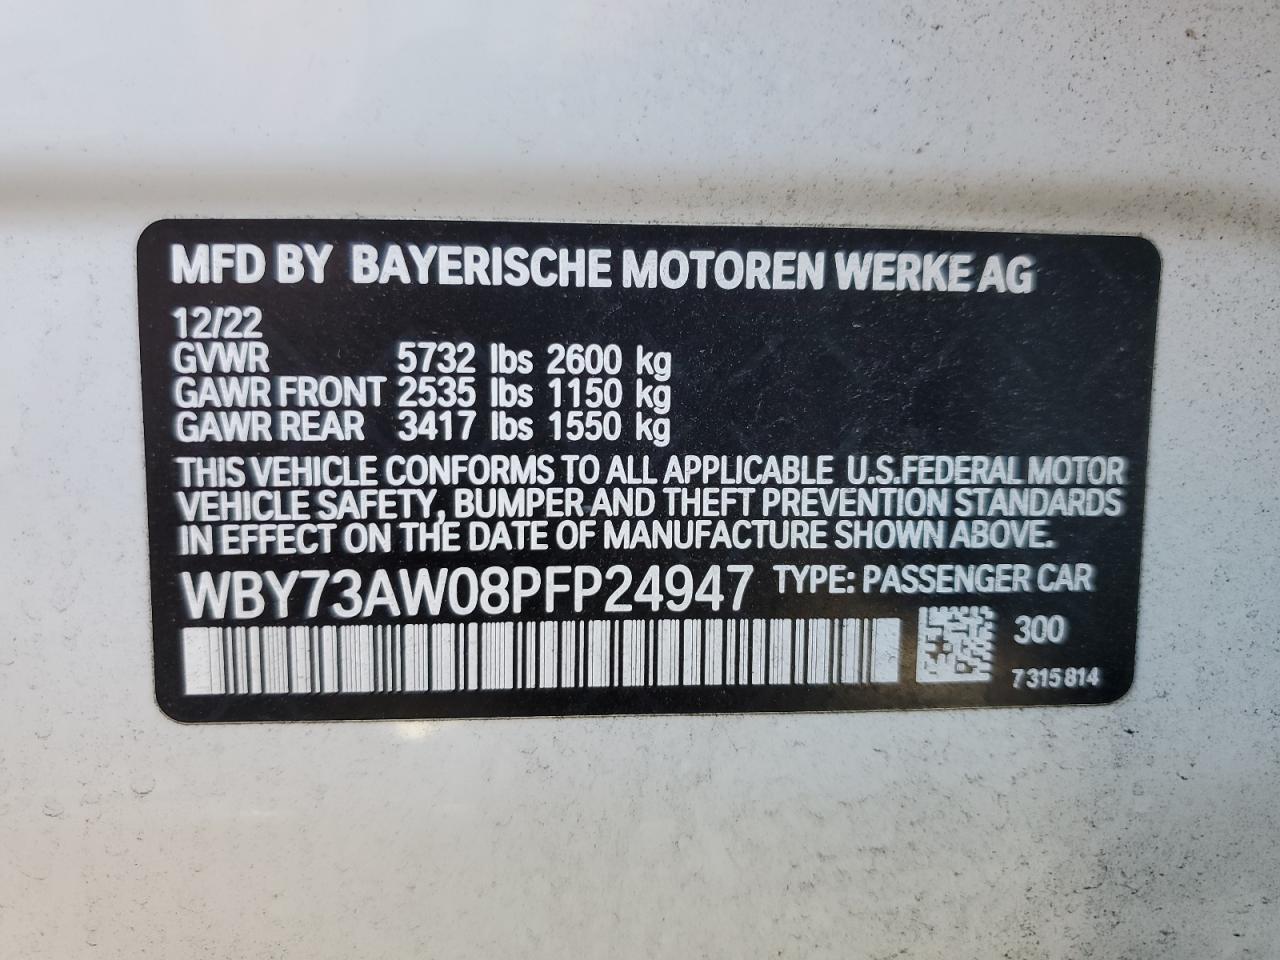 MFD BY BAYERISCHE MOTOREN WERKE AG
12/22
GVWR 5732 lbs 2600 kg
GAWR FRONT 2535 lbs 1150 kg
GAWR REAR 3417 lbs 1550 kg
THIS VEHICLE CONFORMS TO ALL APPLICABLE U.S.FEDERAL MOTOR
VEHICLE SAFETY, BUMPER AND THEFT PREVENTION STANDARDS
IN EFFECT ON THE DATE OF MANUFACTURE SHOWN ABOVE.
WBY73AW08PFP24947 TYPE: PASSENGER CAR
300
7 315 814